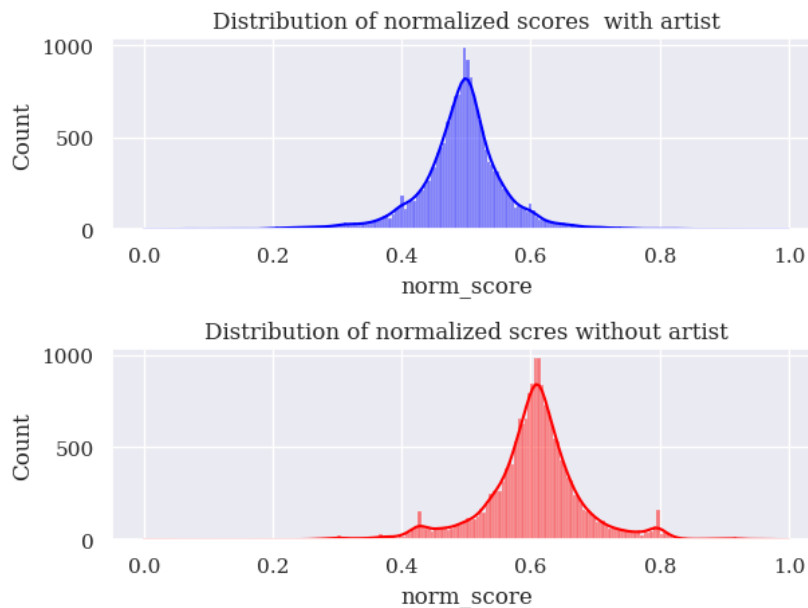 Distribution of normalized scores  with artist
1000
500
0
Count
0.0 0.2 0.4 0.6 0.8 1.0
norm_score
Distribution of normalized scres without artist
1000
500
0
Count
0.0 0.2 0.4 0.6 0.8 1.0
norm_score